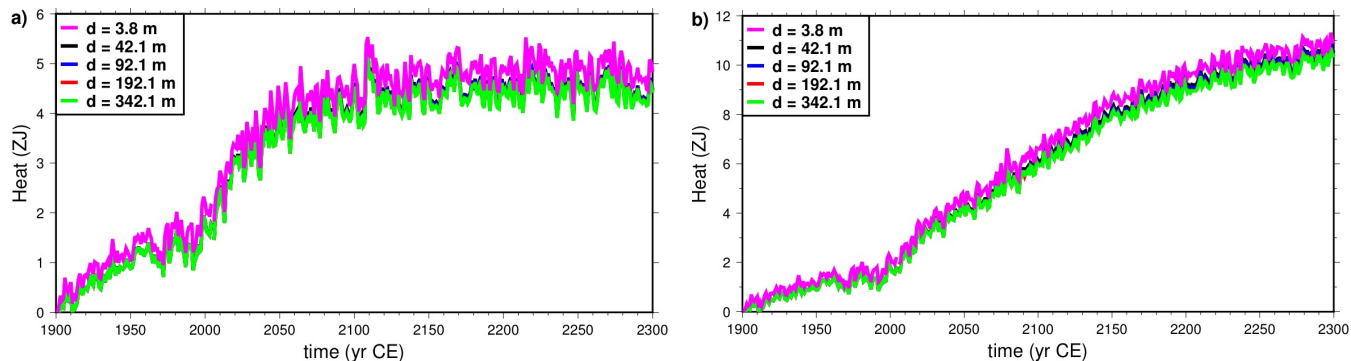 a)
d = 3.8 m
d = 42.1 m
d = 92.1 m
d = 192.1 m
d = 342.1 m
Heat (ZJ)
6
5
4
3
2
1
0
1900 1950 2000 2050 2100 2150 2200 2250 2300
time (yr CE)
b)
d = 3.8 m
d = 42.1 m
d = 92.1 m
d = 192.1 m
d = 342.1 m
Heat (ZJ)
12
10
8
6
4
2
0
1900 1950 2000 2050 2100 2150 2200 2250 2300
time (yr CE)